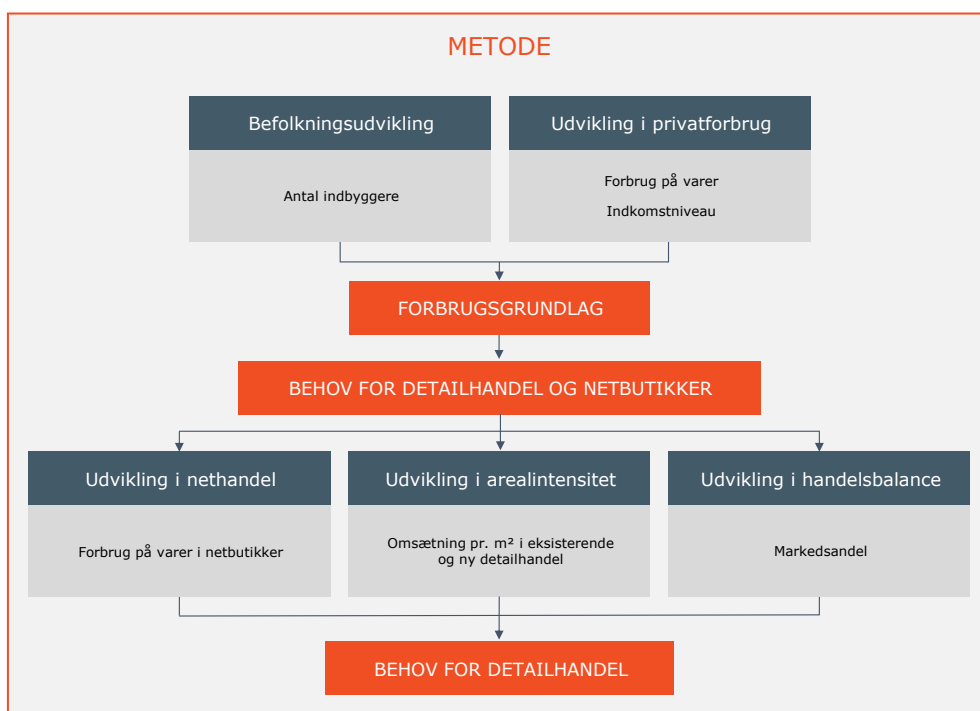 METODE
Befolkningsudvikling
Antal indbyggere
Udvikling i privatforbrug
Forbrug på varer
Indkomstniveau
FORBRUGSGRUNDLAG
BEHOV FOR DETAILHANDEL OG NETBUTIKKER
Udvikling i nethandel
Forbrug på varer i netbutikker
Udvikling i arealintensitet
Omsætning pr. m² i eksisterende
og ny detailhandel
Udvikling i handelsbalance
Markedsandel
BEHOV FOR DETAILHANDEL